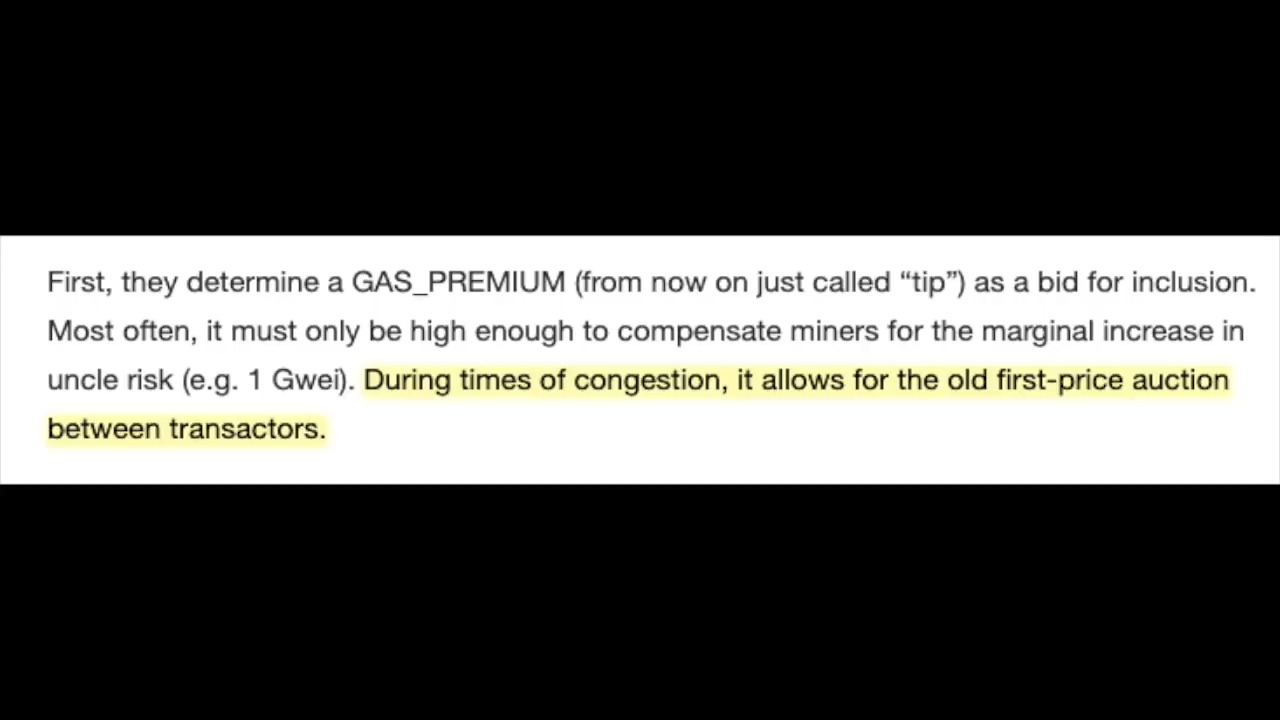 First, they determine a GAS_PREMIUM (from now on just called “tip”) as a bid for inclusion.
Most often, it must only be high enough to compensate miners for the marginal increase in
uncle risk (e.g. 1 Gwei). During times of congestion, it allows for the old first-price auction
between transactors.